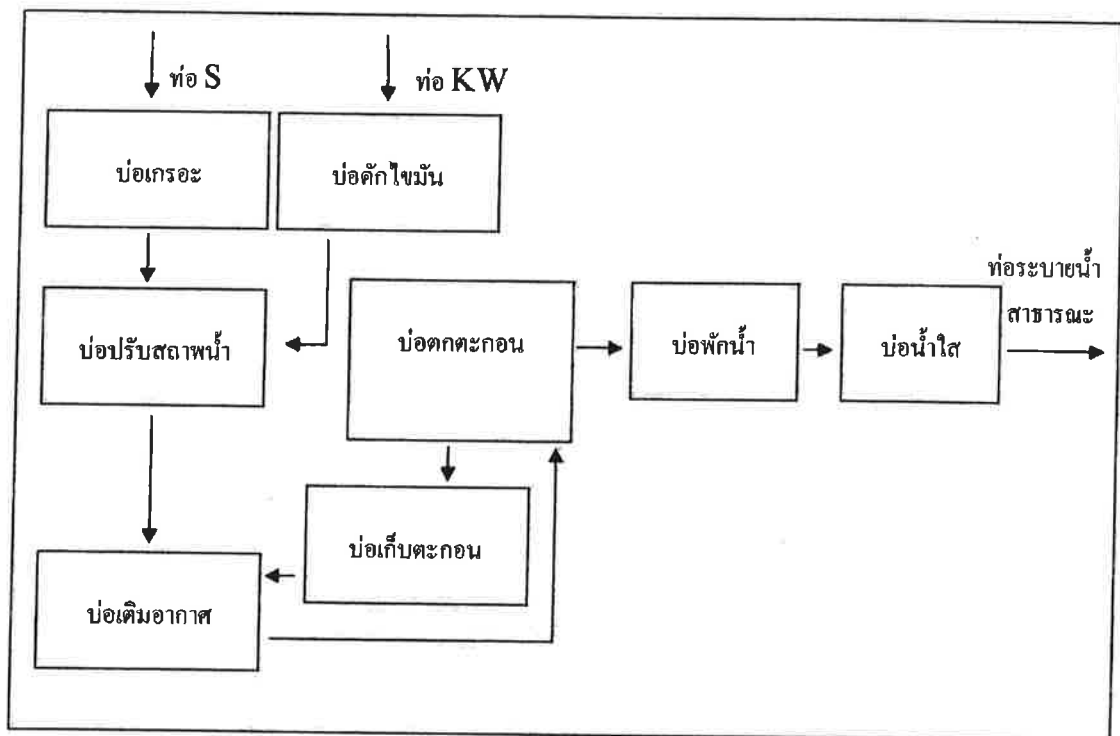 ท่อ S
ท่อ KW
บ่อเกรอะ
บ่อดักไขมัน
ท่อระบายน้ำ
สาธารณะ
บ่อปรับสถาพน้ำ
บ่อตกตะกอน
บ่อพักน้ำ
บ่อน้ำใส
บ่อเก็บตะกอน
บ่อเติมอากาศ